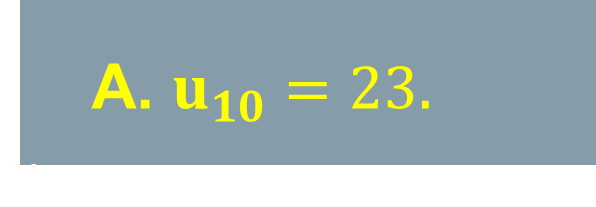 A. u₁₀ = 23.